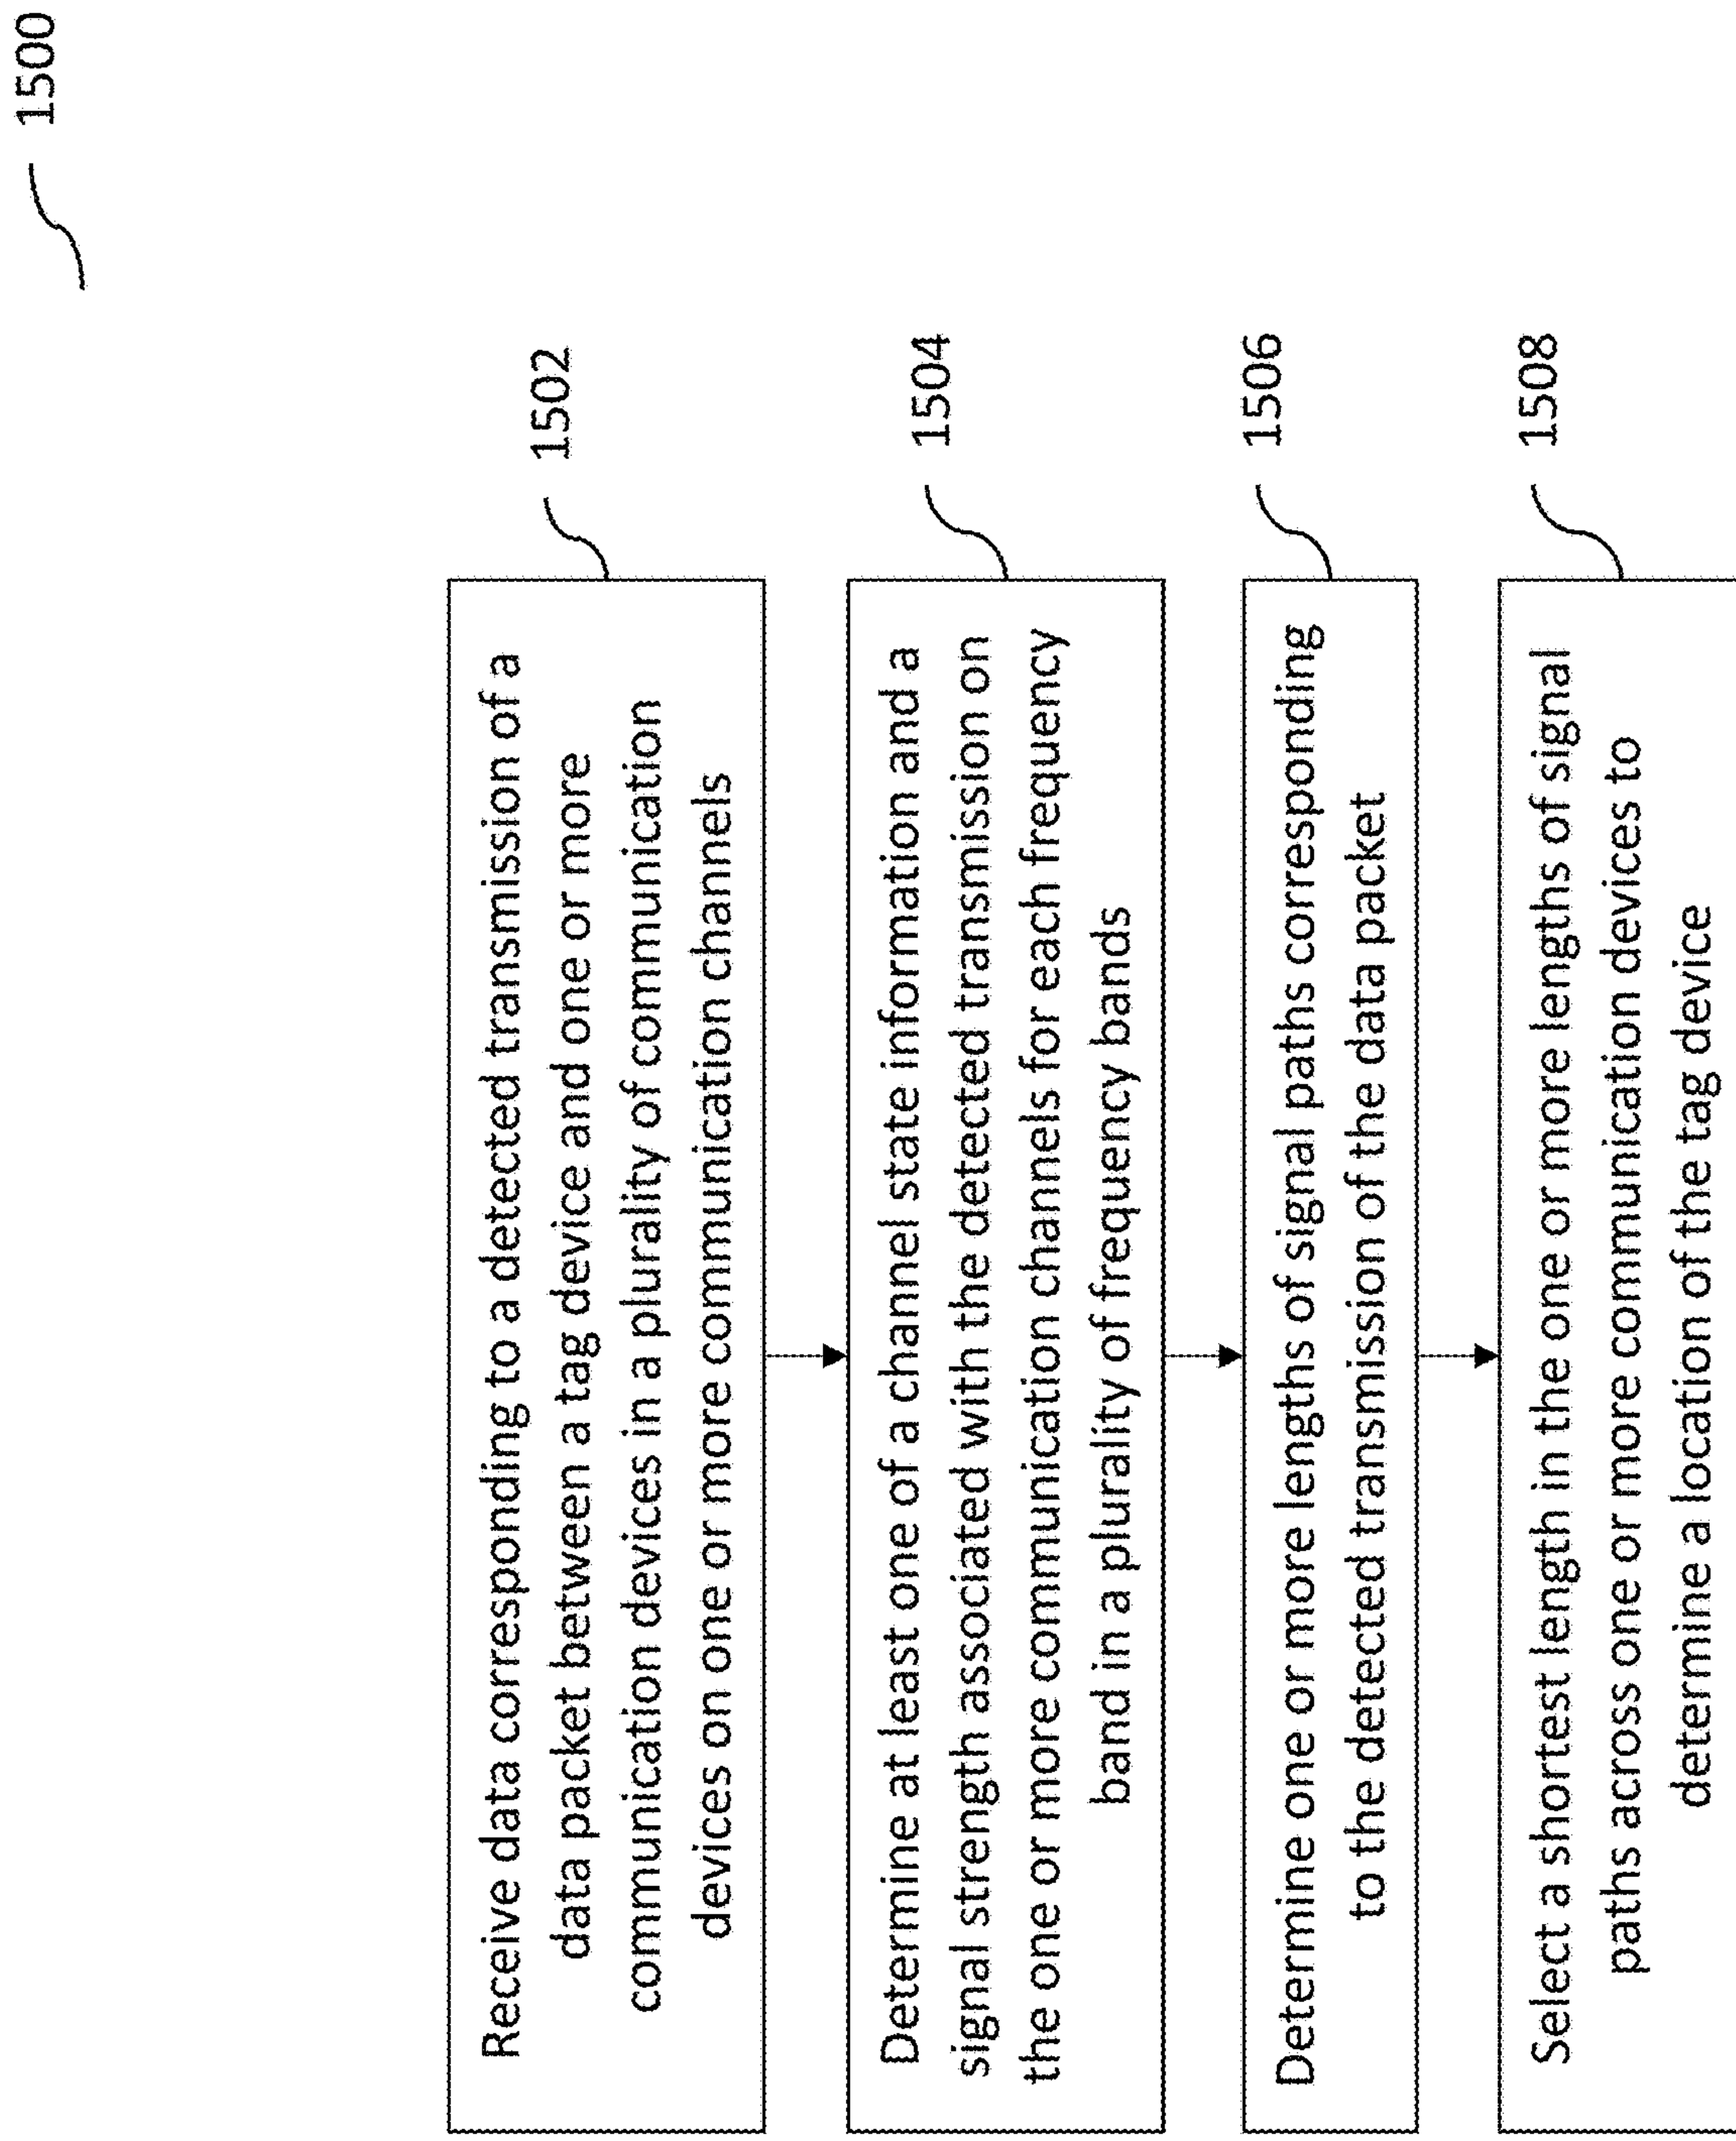 1500
Receive data corresponding to a detected transmission of a
data packet between a tag device and one or more
communication devices in a plurality of communication
devices on one or more communication channels
1502
Determine at least one of a channel state information and a
signal strength associated with the detected transmission on
the one or more communication channels for each frequency
band in a plurality of frequency bands
1504
Determine one or more lengths of signal paths corresponding
to the detected transmission of the data packet
1506
Select a shortest length in the one or more lengths of signal
paths across one or more communication devices to
determine a location of the tag device
1508